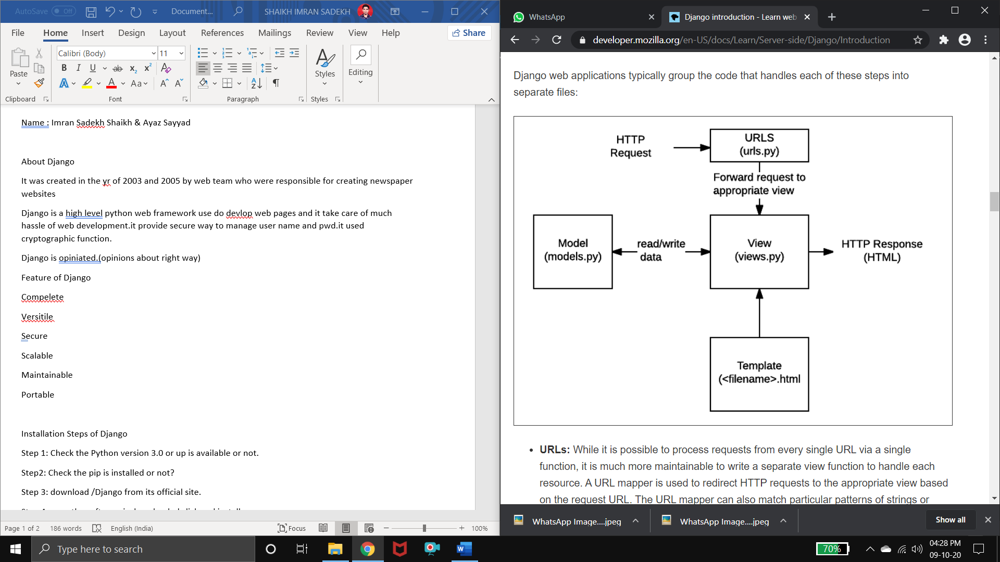 AutoSave Off Document... SHAIKH IMRAN SADEKH
File Home Insert Design Layout References Mailings Review View Help Share
Calibri (Body) 11
Paste B I U ab x₂ x² Styles Editing
A A Aa A A
Clipboard Font Paragraph Styles
Name : Imran Sadekh Shaikh & Ayaz Sayyad
About Django
It was created in the yr of 2003 and 2005 by web team who were responsible for creating newspaper
websites
Django is a high level python web framework use do devlop web pages and it take care of much
hassle of web development.it provide secure way to manage user name and pwd.it used
cryptographic function.
Django is opiniated.(opinions about right way)
Feature of Django
Compelete
Versitile
Secure
Scalable
Maintainable
Portable
Installation Steps of Django
Step 1: Check the Python version 3.0 or up is available or not.
Step2: Check the pip is installed or not?
Step 3: download /Django from its official site.
Page 1 of 2 186 words English (India) Focus 100%
WhatsApp Django introduction - Learn web
developer.mozilla.org/en-US/docs/Learn/Server-side/Django/Introduction
Django web applications typically group the code that handles each of these steps into
separate files:
HTTP
Request
URLS
(urls.py)
Forward request to
appropriate view
Model
(models.py)
read/write
data
View
(views.py)
HTTP Response
(HTML)
Template
(<filename>.html
• URLs: While it is possible to process requests from every single URL via a single
function, it is much more maintainable to write a separate view function to handle each
resource. A URL mapper is used to redirect HTTP requests to the appropriate view based
on the request URL. The URL mapper can also match particular patterns of strings or
WhatsApp Image....jpeg WhatsApp Image....jpeg Show all
Type here to search
70% 04:28 PM
09-10-20